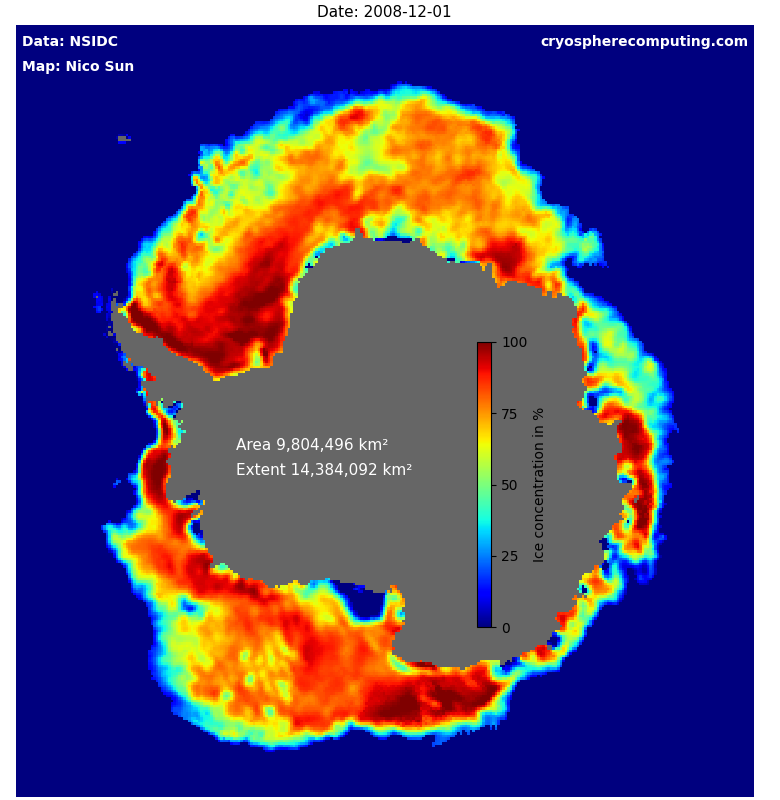 Date: 2008-12-01
Data: NSIDC
cryospherecomputing.com
Map: Nico Sun
100
75
50
25
0
Ice concentration in %
Area 9,804,496 km²
Extent 14,384,092 km²